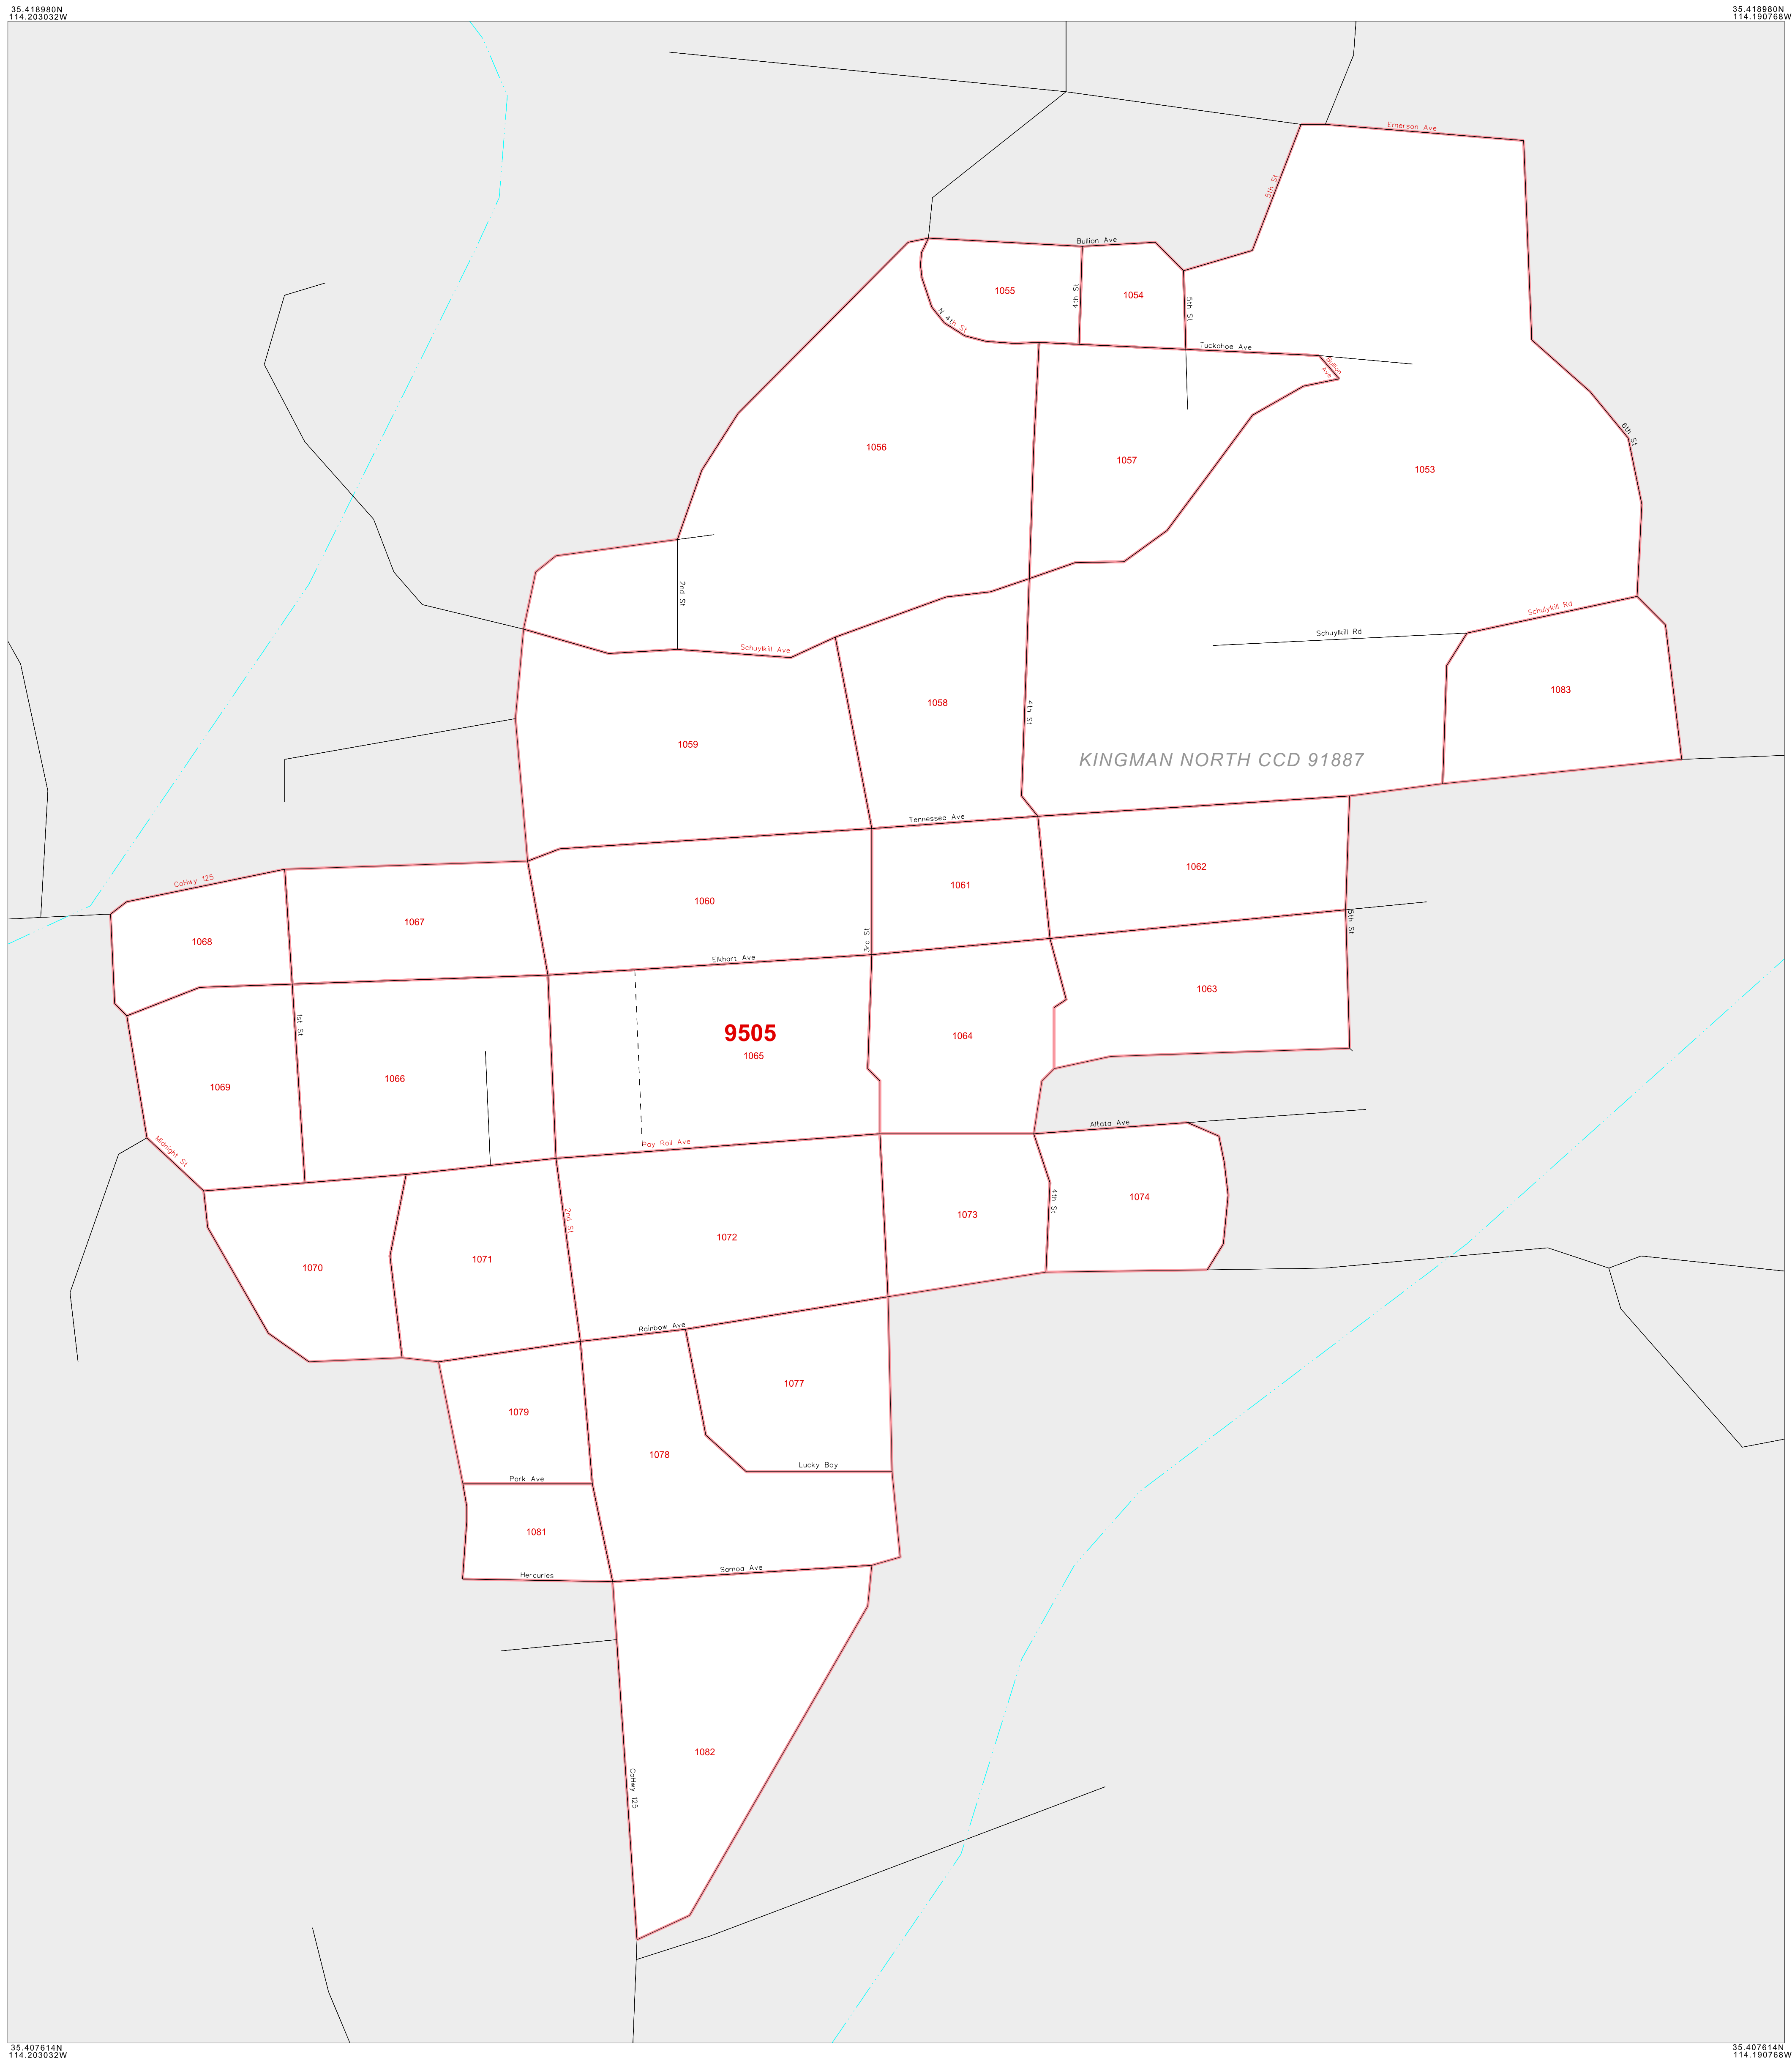 35.418980N
114.203032W
35.418980N
114.190768W
Emerson Ave
5th St
Bullion Ave
1055
4th St
1054
5th St
N 4th St
Tuckahoe Ave
Bullion
Ave
6th St
1056
1057
1053
2nd St
Schulykill Rd
Schuylkill Rd
Schuylkill Ave
1083
1058
4th St
1059
KINGMAN NORTH CCD 91887
Tennessee Ave
1062
CoHwy 125
1061
1060
1067
5th St
1068
3rd St
Elkhart Ave
1063
1st St
9505
1064
1065
1066
1069
Altata Ave
Pay Roll Ave
Midnight St
1074
4th St
1073
2nd St
1072
1071
1070
Rainbow Ave
1077
1079
1078
Lucky Boy
Park Ave
1081
Samoa Ave
Hercurles
1082
CoHwy 125
35.407614N
114.203032W
35.407614N
114.190768W